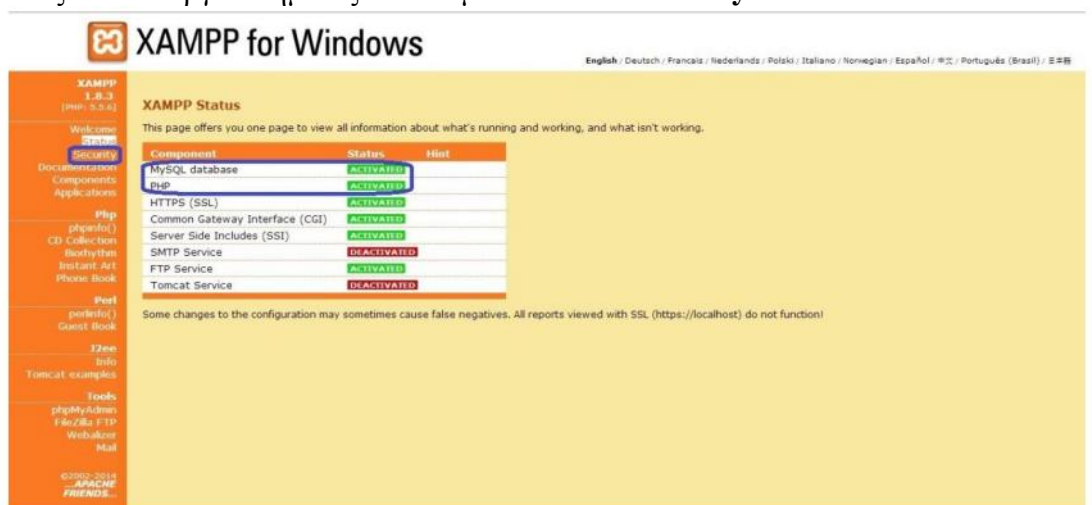 XAMPP for Windows
English / Deutsch / Francais / Nederlands / Polski / Italiano / Norwegian / Español / 中文 / Português (Brasil) / 日本語
XAMPP
1.8.3
[PHP: 5.5.6]
Welcome
Status
Security
Documentation
Components
Applications
Php
phpinfo()
CD Collection
Biorhythm
Instant Art
Phone Book
Perl
perlinfo()
Guest Book
J2ee
Info
Tomcat examples
Tools
phpMyAdmin
FileZilla FTP
Webalizer
Mail
©2002-2014
...APACHE
FRIENDS...
XAMPP Status
This page offers you one page to view all information about what's running and working, and what isn't working.
Component Status Hint
MySQL database ACTIVATED
PHP ACTIVATED
HTTPS (SSL) ACTIVATED
Common Gateway Interface (CGI) ACTIVATED
Server Side Includes (SSI) ACTIVATED
SMTP Service DEACTIVATED
FTP Service ACTIVATED
Tomcat Service DEACTIVATED
Some changes to the configuration may sometimes cause false negatives. All reports viewed with SSL (https://localhost) do not function!